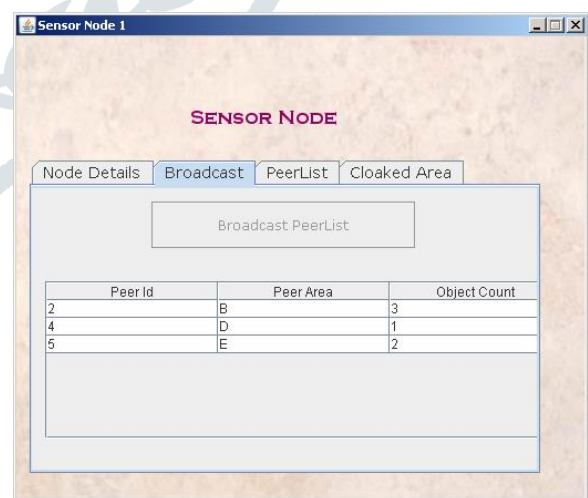 Sensor Node 1
SENSOR NODE
Node Details Broadcast PeerList Cloaked Area
Broadcast PeerList
Peer Id Peer Area Object Count
2 B 3
4 D 1
5 E 2